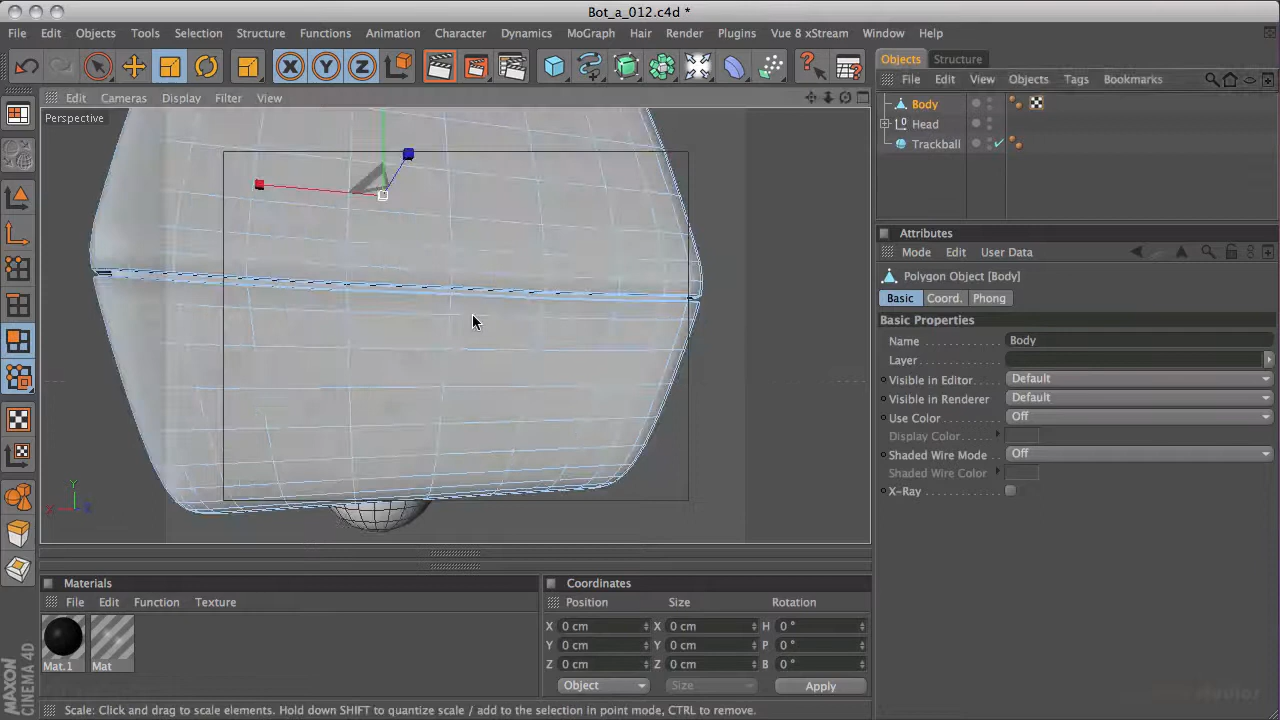 Bot_a_012.c4d *
File Edit Objects Tools Selection Structure Functions Animation Character Dynamics MoGraph Hair Render Plugins Vue 8 xStream Window
Edit Cameras Display Filter View
Perspective
X Y Z
Objects Structure
File Edit View Objects Tags Bookmarks
Body
Head
Trackball
Attributes
Mode Edit User Data
Polygon Object [Body]
Basic Coord. Phong
Basic Properties
Name Body
Layer
Visible in Editor Default
Visible in Renderer Default
Use Color Off
Display Color
Shaded Wire Mode Off
Shaded Wire Color
X-Ray
Y
X
Materials
File Edit Function Texture
Mat.1 Mat
Coordinates
Position Size Rotation
X 0 cm X 0 cm H 0 °
Y 0 cm Y 0 cm P 0 °
Z 0 cm Z 0 cm B 0 °
Object Size Apply
MAXON
CINEMA 4D
Scale: Click and drag to scale elements. Hold down SHIFT to quantize scale / add to the selection in point mode, CTRL to remove.